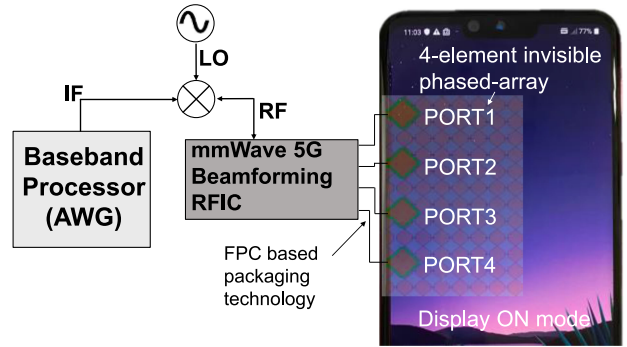 LO
IF
RF
Baseband
Processor
(AWG)
mmWave 5G
Beamforming
RFIC
FPC based
packaging
technology
11:03
77%
4-element invisible
phased-array
PORT1
PORT2
PORT3
PORT4
Display ON mode